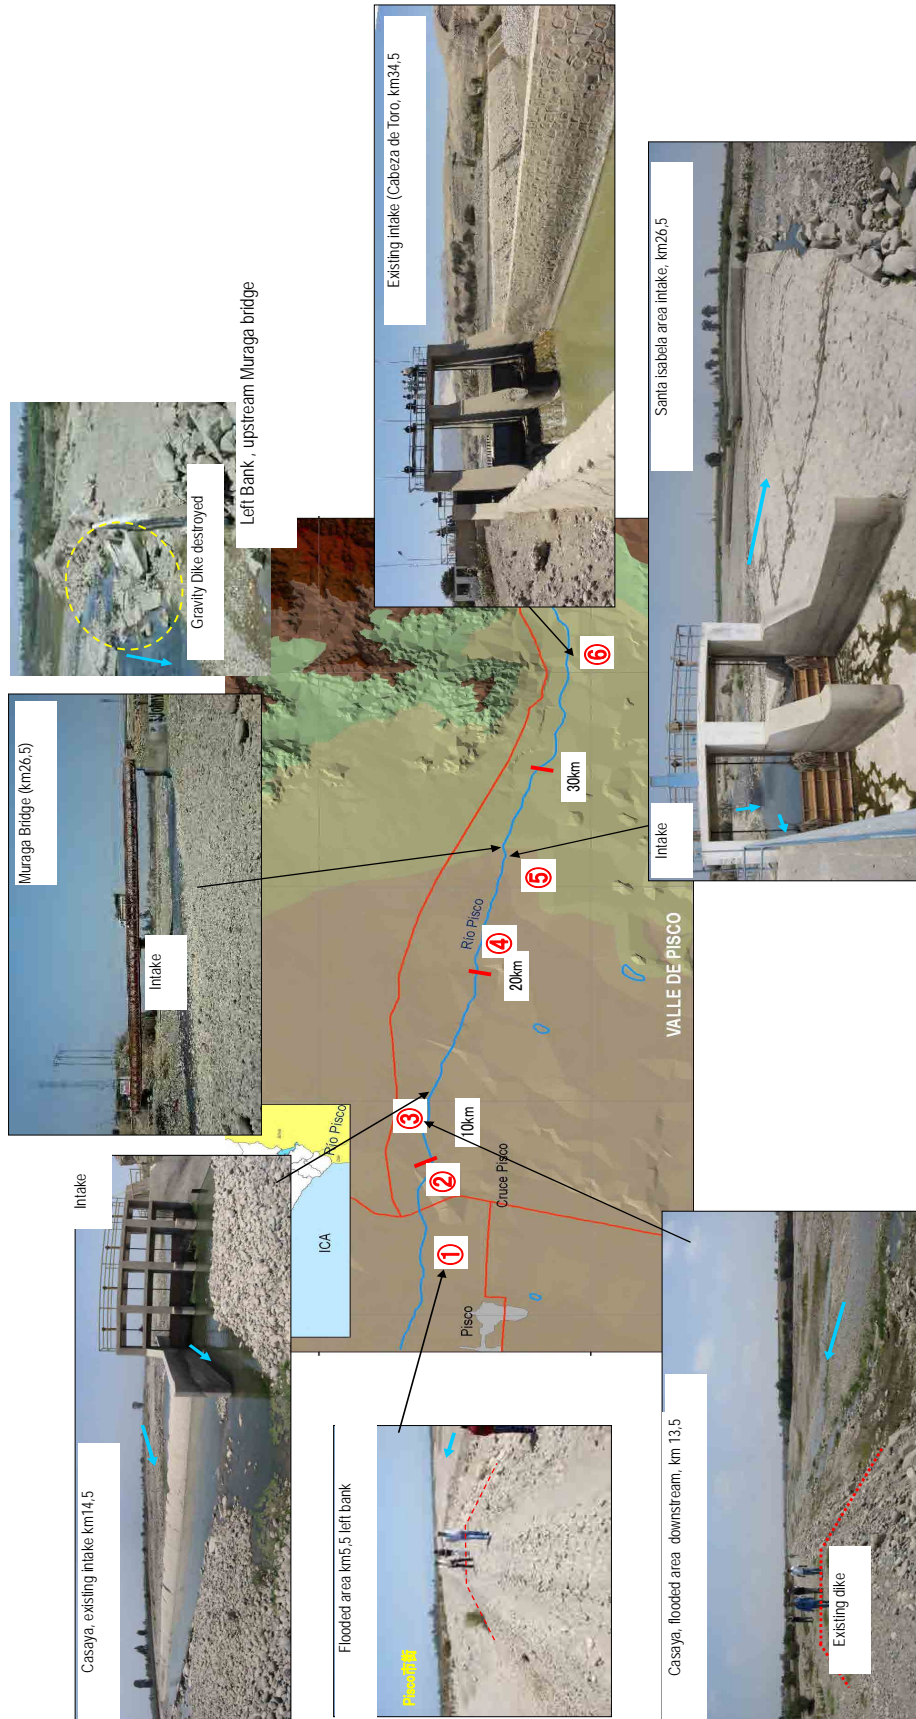 Casaya, existing intake km14,5
Intake
Muraga Bridge (km26,5)
Intake
Gravity Dike destroyed
Left Bank , upstream Muraga bridge
Flooded area km5,5 left bank
Pisco市街
ICA
Río Pisco
Pisco
Cruce Pisco
①
②
③
10km
④
20km
Río Pisco
⑤
30km
⑥
VALLE DE PISCO
Existing intake (Cabeza de Toro, km34,5
Casaya, flooded area downstream, km 13,5
Existing dike
Intake
Santa isabela area intake, km26,5